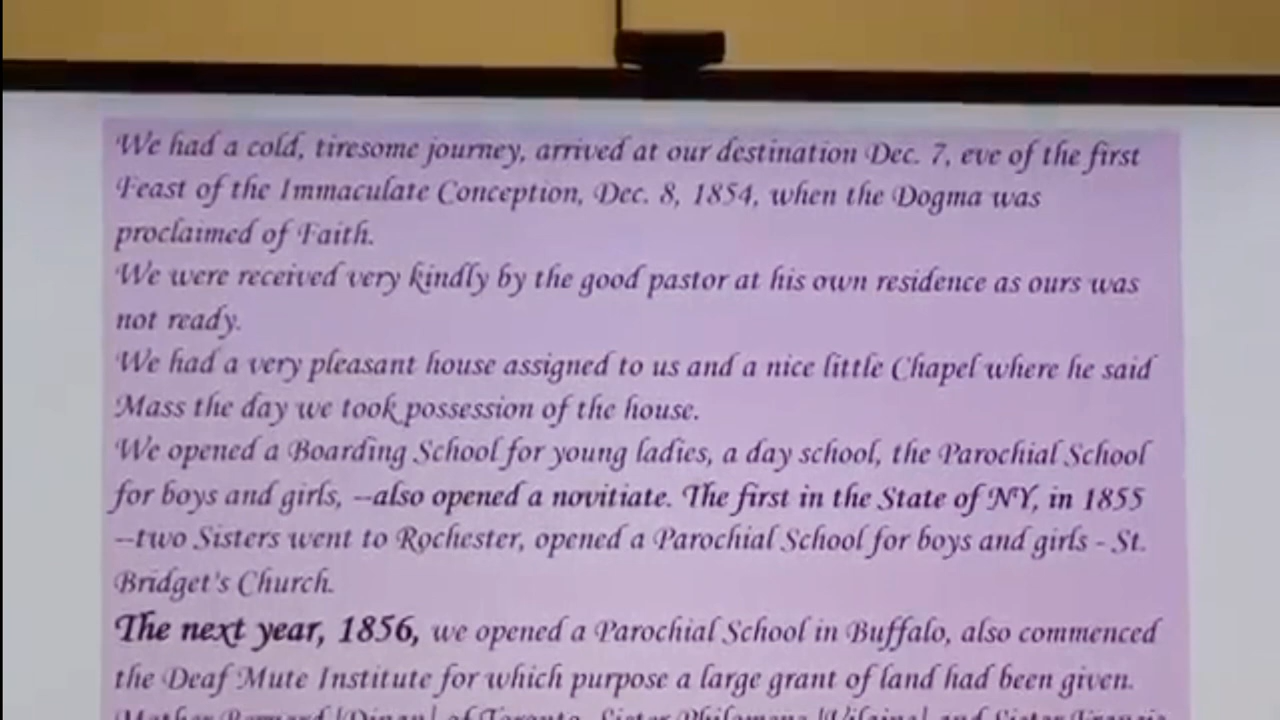 We had a cold, tiresome journey, arrived at our destination Dec. 7, eve of the first
Feast of the Immaculate Conception, Dec. 8, 1854, when the Dogma was
proclaimed of Faith.
We were received very kindly by the good pastor at his own residence as ours was
not ready.
We had a very pleasant house assigned to us and a nice little Chapel where he said
Mass the day we took possession of the house.
We opened a Boarding School for young ladies, a day school, the Parochial School
for boys and girls, –also opened a novitiate. The first in the State of NY, in 1855
–two Sisters went to Rochester, opened a Parochial School for boys and girls - St.
Bridget's Church.
The next year, 1856, we opened a Parochial School in Buffalo, also commenced
the Deaf Mute Institute for which purpose a large grant of land had been given.